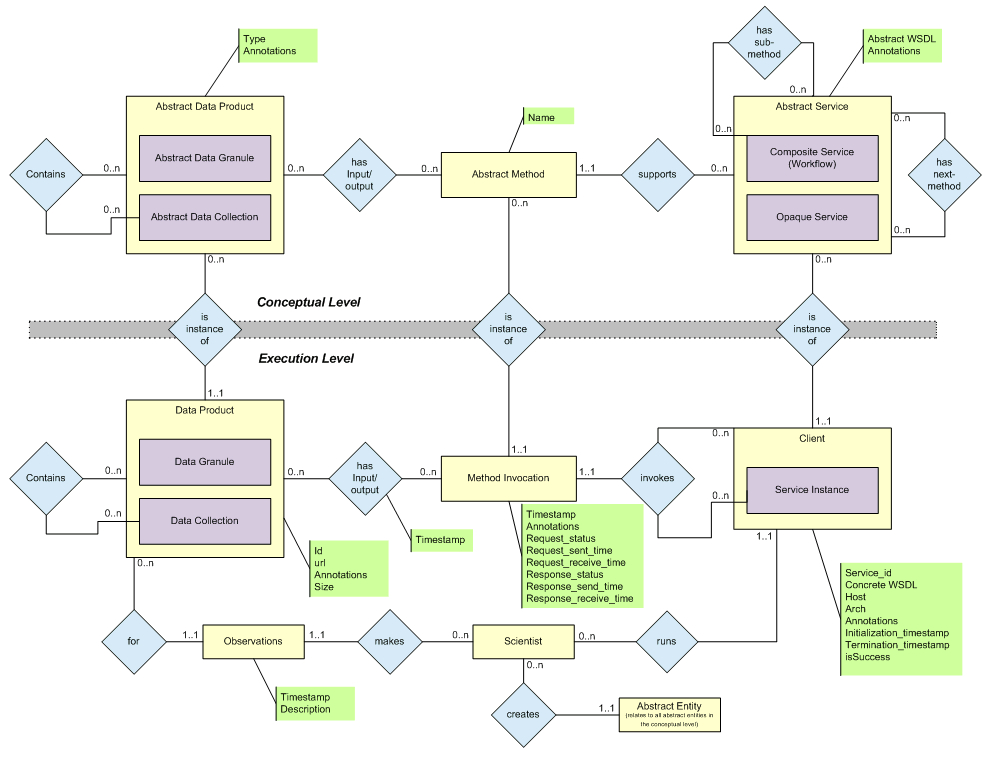 Type
Annotations
has
sub-
method
Abstract WSDL
Annotations
0..n
Abstract Data Product
Abstract Service
Name
0..n
0..n
Abstract Data Granule
Composite Service
(Workflow)
Contains
0..n
0..n
has
Input/
output
0..n
Abstract Method
1..1
supports
0..n
has
next-
method
0..n
Abstract Data Collection
Opaque Service
0..n
0..n
0..n
0..n
Conceptual Level
is
instance
of
is
instance
of
is
instance
of
Execution Level
1..1
1..1
Data Product
0..n
Client
1..1
Data Granule
Contains
0..n
0..n
has
Input/
output
0..n
Method Invocation
1..1
invokes
Service Instance
0..n
0..n
Data Collection
Timestamp
Annotations
Request_status
Request_sent_time
Request_receive_time
Response_status
Response_send_time
Response_receive_time
Timestamp
1..1
Id
url
Annotations
Size
0..n
Service_id
Concrete WSDL
Host
Arch
Annotations
Initialization_timestamp
Termination_timestamp
isSuccess
for
1..1
Observations
1..1
makes
0..n
Scientist
0..n
runs
0..n
Timestamp
Description
creates
1..1
Abstract Entity
(relates to all abstract entities in
the conceptual level)